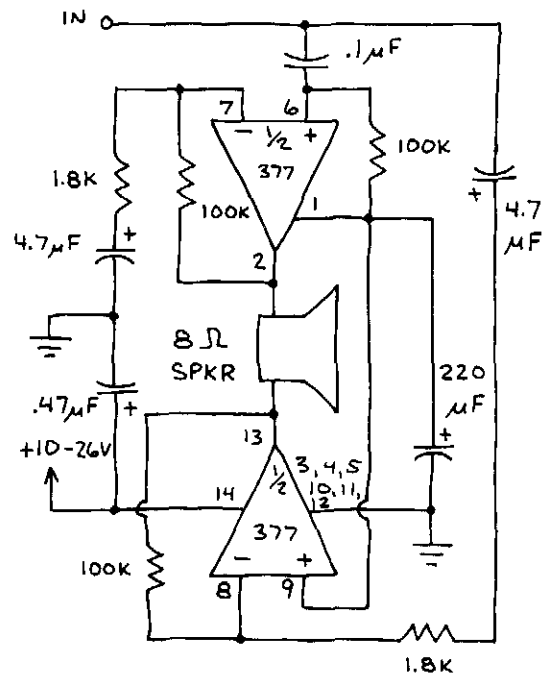 IN
.1µF
7
6
− ½ +
377
1.8K
100K
1
100K
4.7µF
+
+
4.7
µF
2
8 Ω
SPKR
.47µF
+
220
µF
+
+10-26V
13
½
3, 4, 5
10, 11,
12
14
377
100K
− +
8
9
1.8K